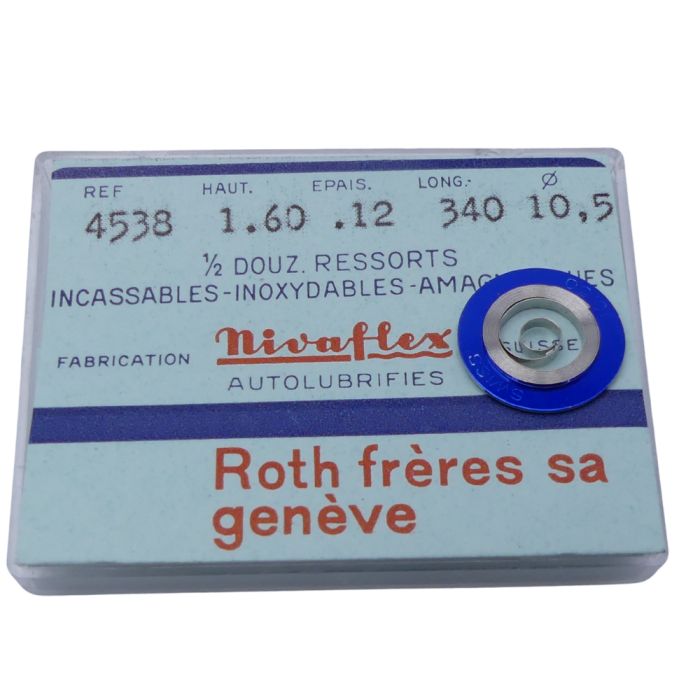 REF HAUT. EPAIS. LONG. Ø
4538 1.60 .12 340 10,5
½ DOUZ. RESSORTS
INCASSABLES-INOXYDABLES-
FABRICATION Nivaflex
AUTOLUBRIFIES
SWISS
Roth frères sa
genève